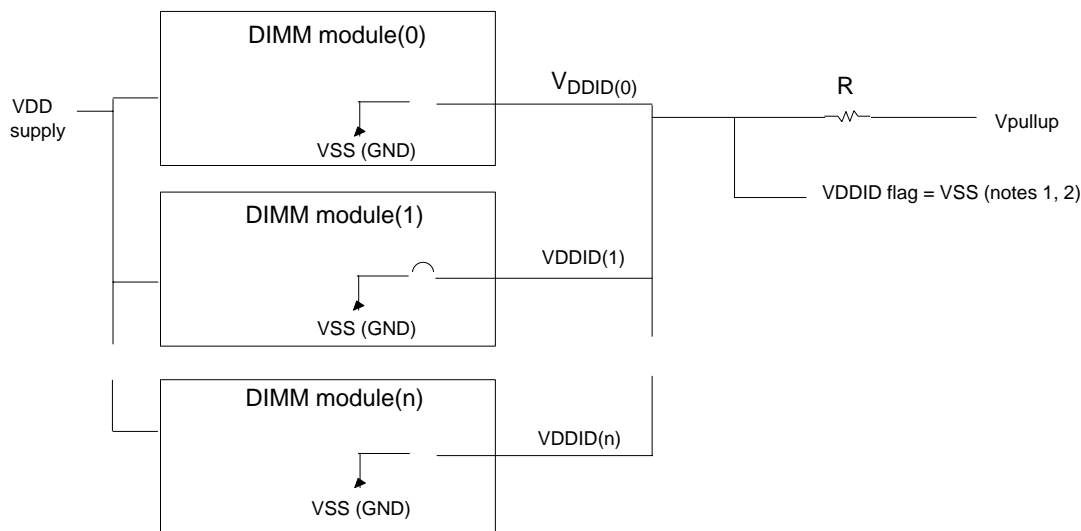 DIMM module(0)
VDDID(0)
R
VDD
supply
Vpullup
VSS (GND)
VDDID flag = VSS (notes 1, 2)
DIMM module(1)
VDDID(1)
VSS (GND)
DIMM module(n)
VDDID(n)
VSS (GND)